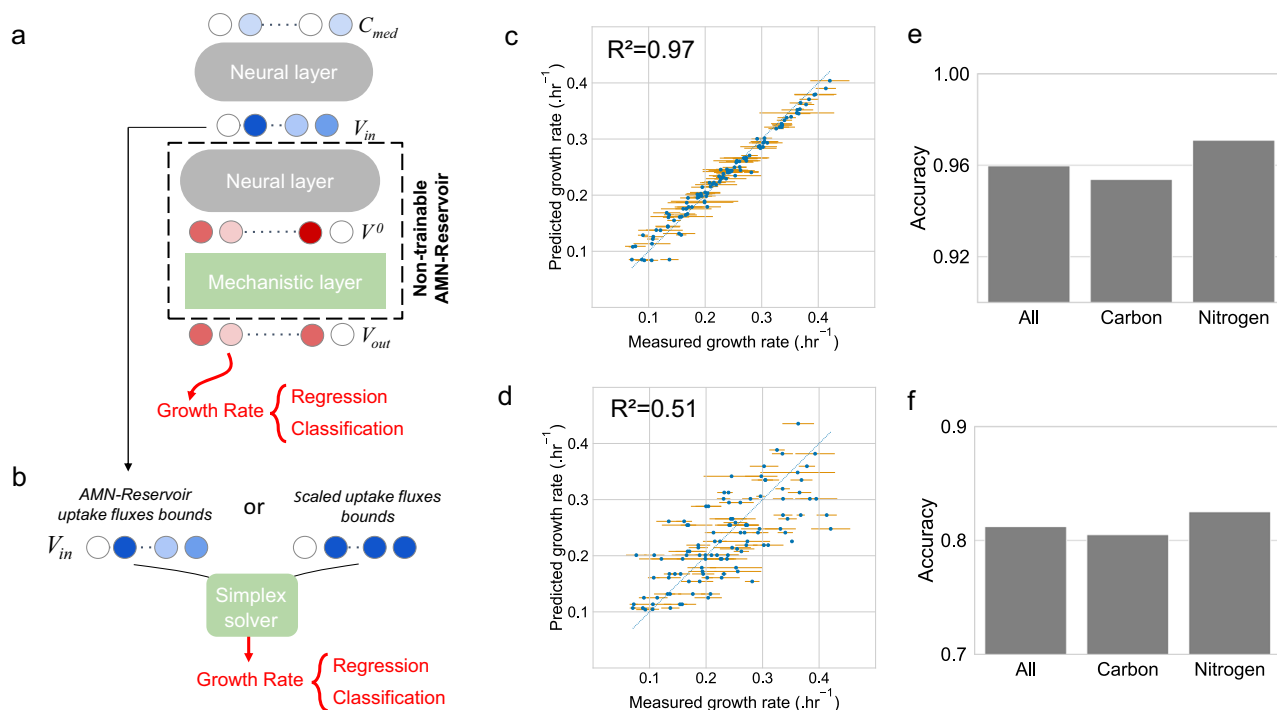 a
C_med
Neural layer
V_in
Neural layer
V^0
Mechanistic layer
V_out
Non-trainable
AMN-Reservoir
Growth Rate
Regression
Classification
b
AMN-Reservoir
uptake fluxes bounds
or
Scaled uptake fluxes
bounds
V_in
Simplex
solver
Growth Rate
Regression
Classification
c
R²=0.97
Predicted growth rate (.hr⁻¹)
0.4
0.3
0.2
0.1
0.1 0.2 0.3 0.4
Measured growth rate (.hr⁻¹)
d
R²=0.51
Predicted growth rate (.hr⁻¹)
0.4
0.3
0.2
0.1
0.1 0.2 0.3 0.4
Measured growth rate (.hr⁻¹)
e
Accuracy
1.00
0.96
0.92
All Carbon Nitrogen
f
Accuracy
0.9
0.8
0.7
All Carbon Nitrogen